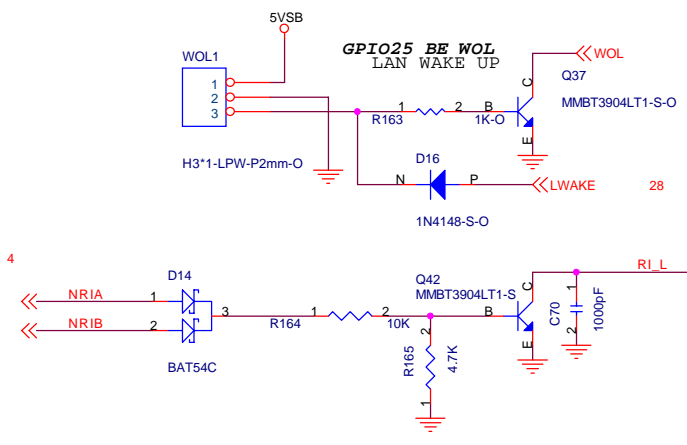 5VSB
GPIO25 BE WOL
LAN WAKE UP
WOL1
WOL
C
Q37
1
2
3
1
2
B
R163
1K-O
MMBT3904LT1-S-O
E
H3*1-LPW-P2mm-O
D16
N
P
LWAKE
28
1N4148-S-O
4
D14
Q42
RI_L
MMBT3904LT1-S
C
NRIA
1
1
C70
1000pF
2
3
1
2
B
R164
10K
NRIB
2
E
2
R165
4.7K
1
BAT54C